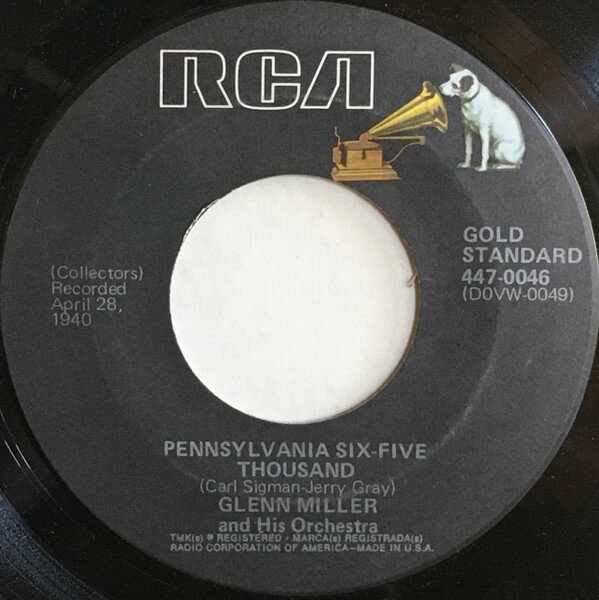 RCA
GOLD
STANDARD
447-0046
(D0VW-0049)
(Collectors)
Recorded
April 28,
1940
PENNSYLVANIA SIX-FIVE
THOUSAND
(Carl Sigman-Jerry Gray)
GLENN MILLER
and His Orchestra
TMK(s) ® REGISTERED - MARCA(s) REGISTRADA(s)
RADIO CORPORATION OF AMERICA-MADE IN U.S.A.